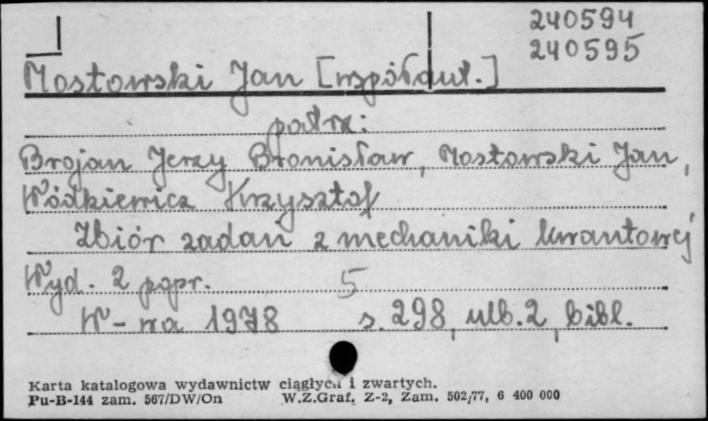 240594
240595
Mostowski Jan [współaut.]
patrz:
Brojan Jerzy Bronisław, Mostowski Jan,
Wódkiewicz Krzysztof
Zbiór zadań z mechaniki kwantowej
Wyd. 2 popr. 5
W-wa 1978 s. 298, ulb. 2, bibl.
Karta katalogowa wydawnictw ciągłych i zwartych.
Pu-B-144 zam. 567/DW/On W.Z.Graf. Z-2, Zam. 502/77, 6 400 000